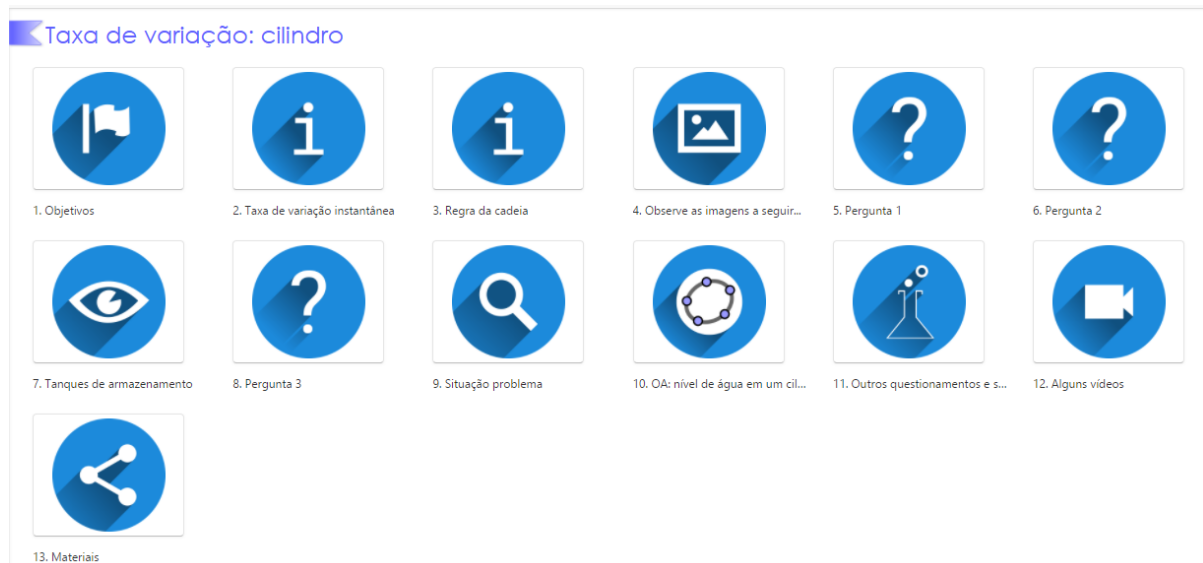 Taxa de variação: cilindro
1. Objetivos
2. Taxa de variação instantânea
3. Regra da cadeia
4. Observe as imagens a seguir...
5. Pergunta 1
6. Pergunta 2
7. Tanques de armazenamento
8. Pergunta 3
9. Situação problema
10. OA: nível de água em um cil...
11. Outros questionamentos e s...
12. Alguns vídeos
13. Materiais